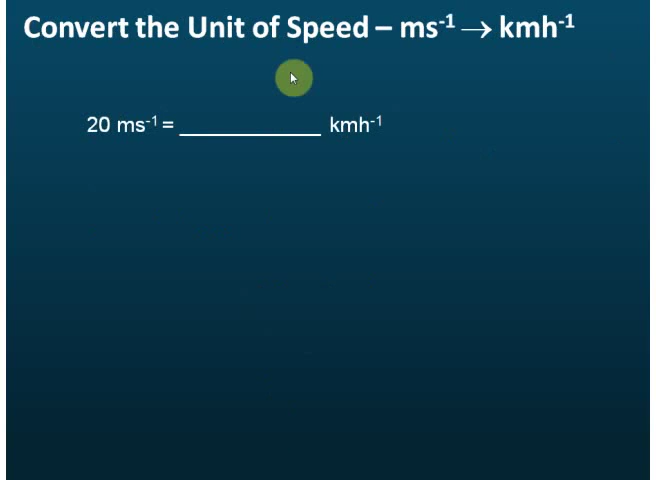 Convert the Unit of Speed – ms⁻¹ → kmh⁻¹
20 ms⁻¹ = ____________ kmh⁻¹